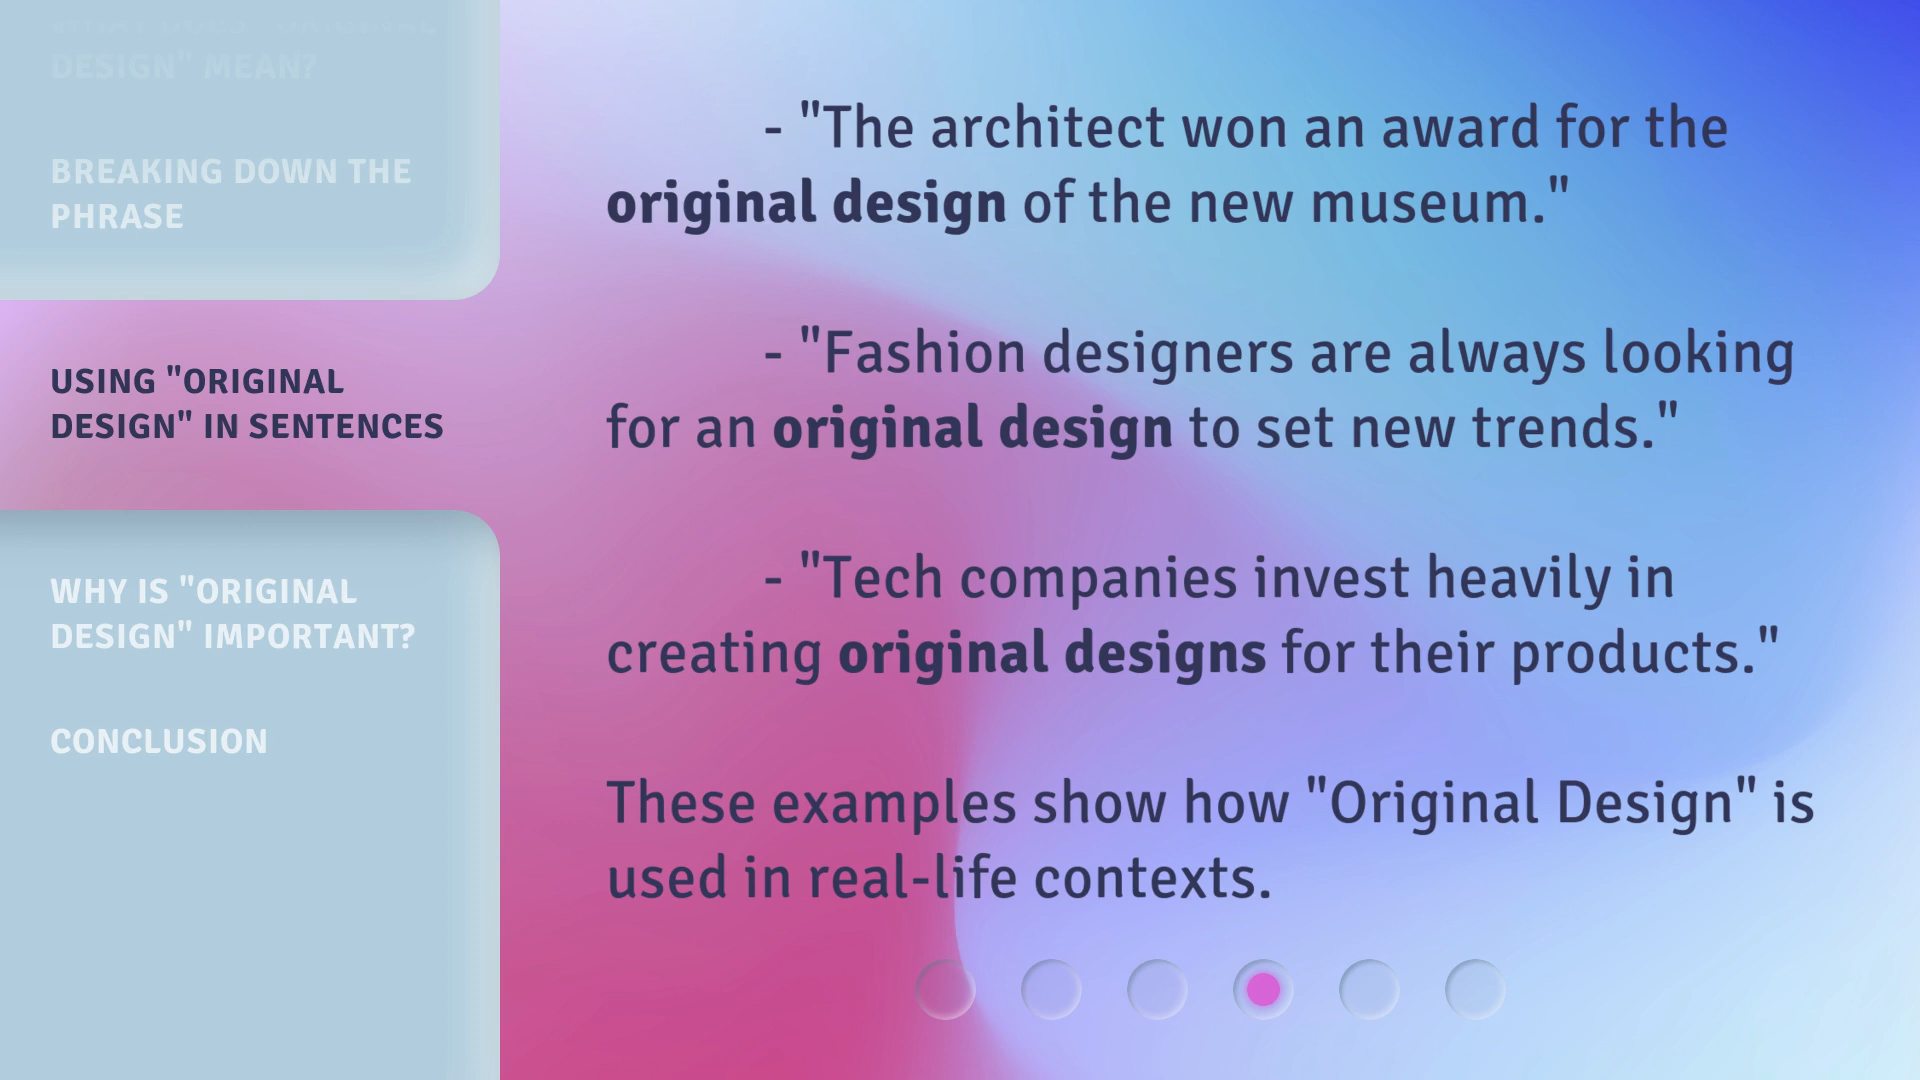 DESIGN" MEAN?
BREAKING DOWN THE
PHRASE
USING "ORIGINAL
DESIGN" IN SENTENCES
WHY IS "ORIGINAL
DESIGN" IMPORTANT?
CONCLUSION
- "The architect won an award for the
original design of the new museum."
- "Fashion designers are always looking
for an original design to set new trends."
- "Tech companies invest heavily in
creating original designs for their products."
These examples show how "Original Design" is
used in real-life contexts.